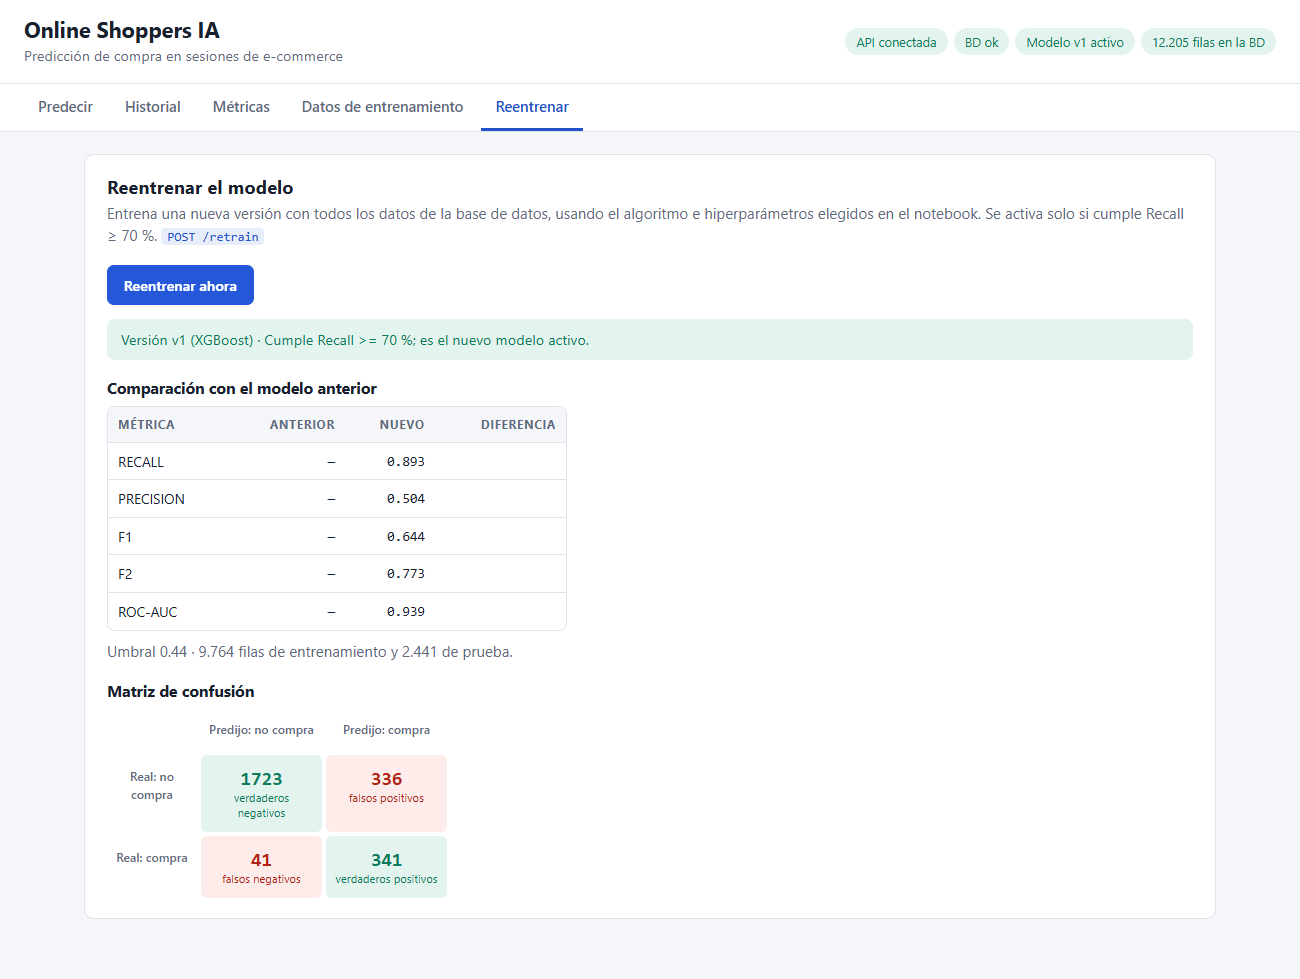 Online Shoppers IA
Predicción de compra en sesiones de e-commerce
API conectada
BD ok
Modelo v1 activo
12.205 filas en la BD
Predecir
Historial
Métricas
Datos de entrenamiento
Reentrenar
Reentrenar el modelo
Entrena una nueva versión con todos los datos de la base de datos, usando el algoritmo e hiperparámetros elegidos en el notebook. Se activa solo si cumple Recall
≥ 70 %. POST /retrain
Reentrenar ahora
Versión v1 (XGBoost) · Cumple Recall >= 70 %; es el nuevo modelo activo.
Comparación con el modelo anterior
MÉTRICA ANTERIOR NUEVO DIFERENCIA
RECALL – 0.893
PRECISION – 0.504
F1 – 0.644
F2 – 0.773
ROC-AUC – 0.939
Umbral 0.44 · 9.764 filas de entrenamiento y 2.441 de prueba.
Matriz de confusión
Predijo: no compra Predijo: compra
Real: no
compra
1723
verdaderos
negativos
336
falsos positivos
Real: compra
41
falsos negativos
341
verdaderos positivos